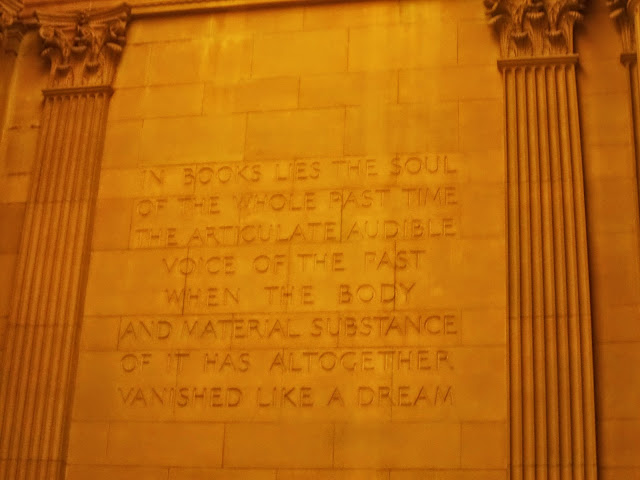 IN BOOKS LIES THE SOUL
OF THE WHOLE PAST TIME
THE ARTICULATE AUDIBLE
VOICE OF THE PAST
WHEN THE BODY
AND MATERIAL SUBSTANCE
OF IT HAS ALTOGETHER
VANISHED LIKE A DREAM